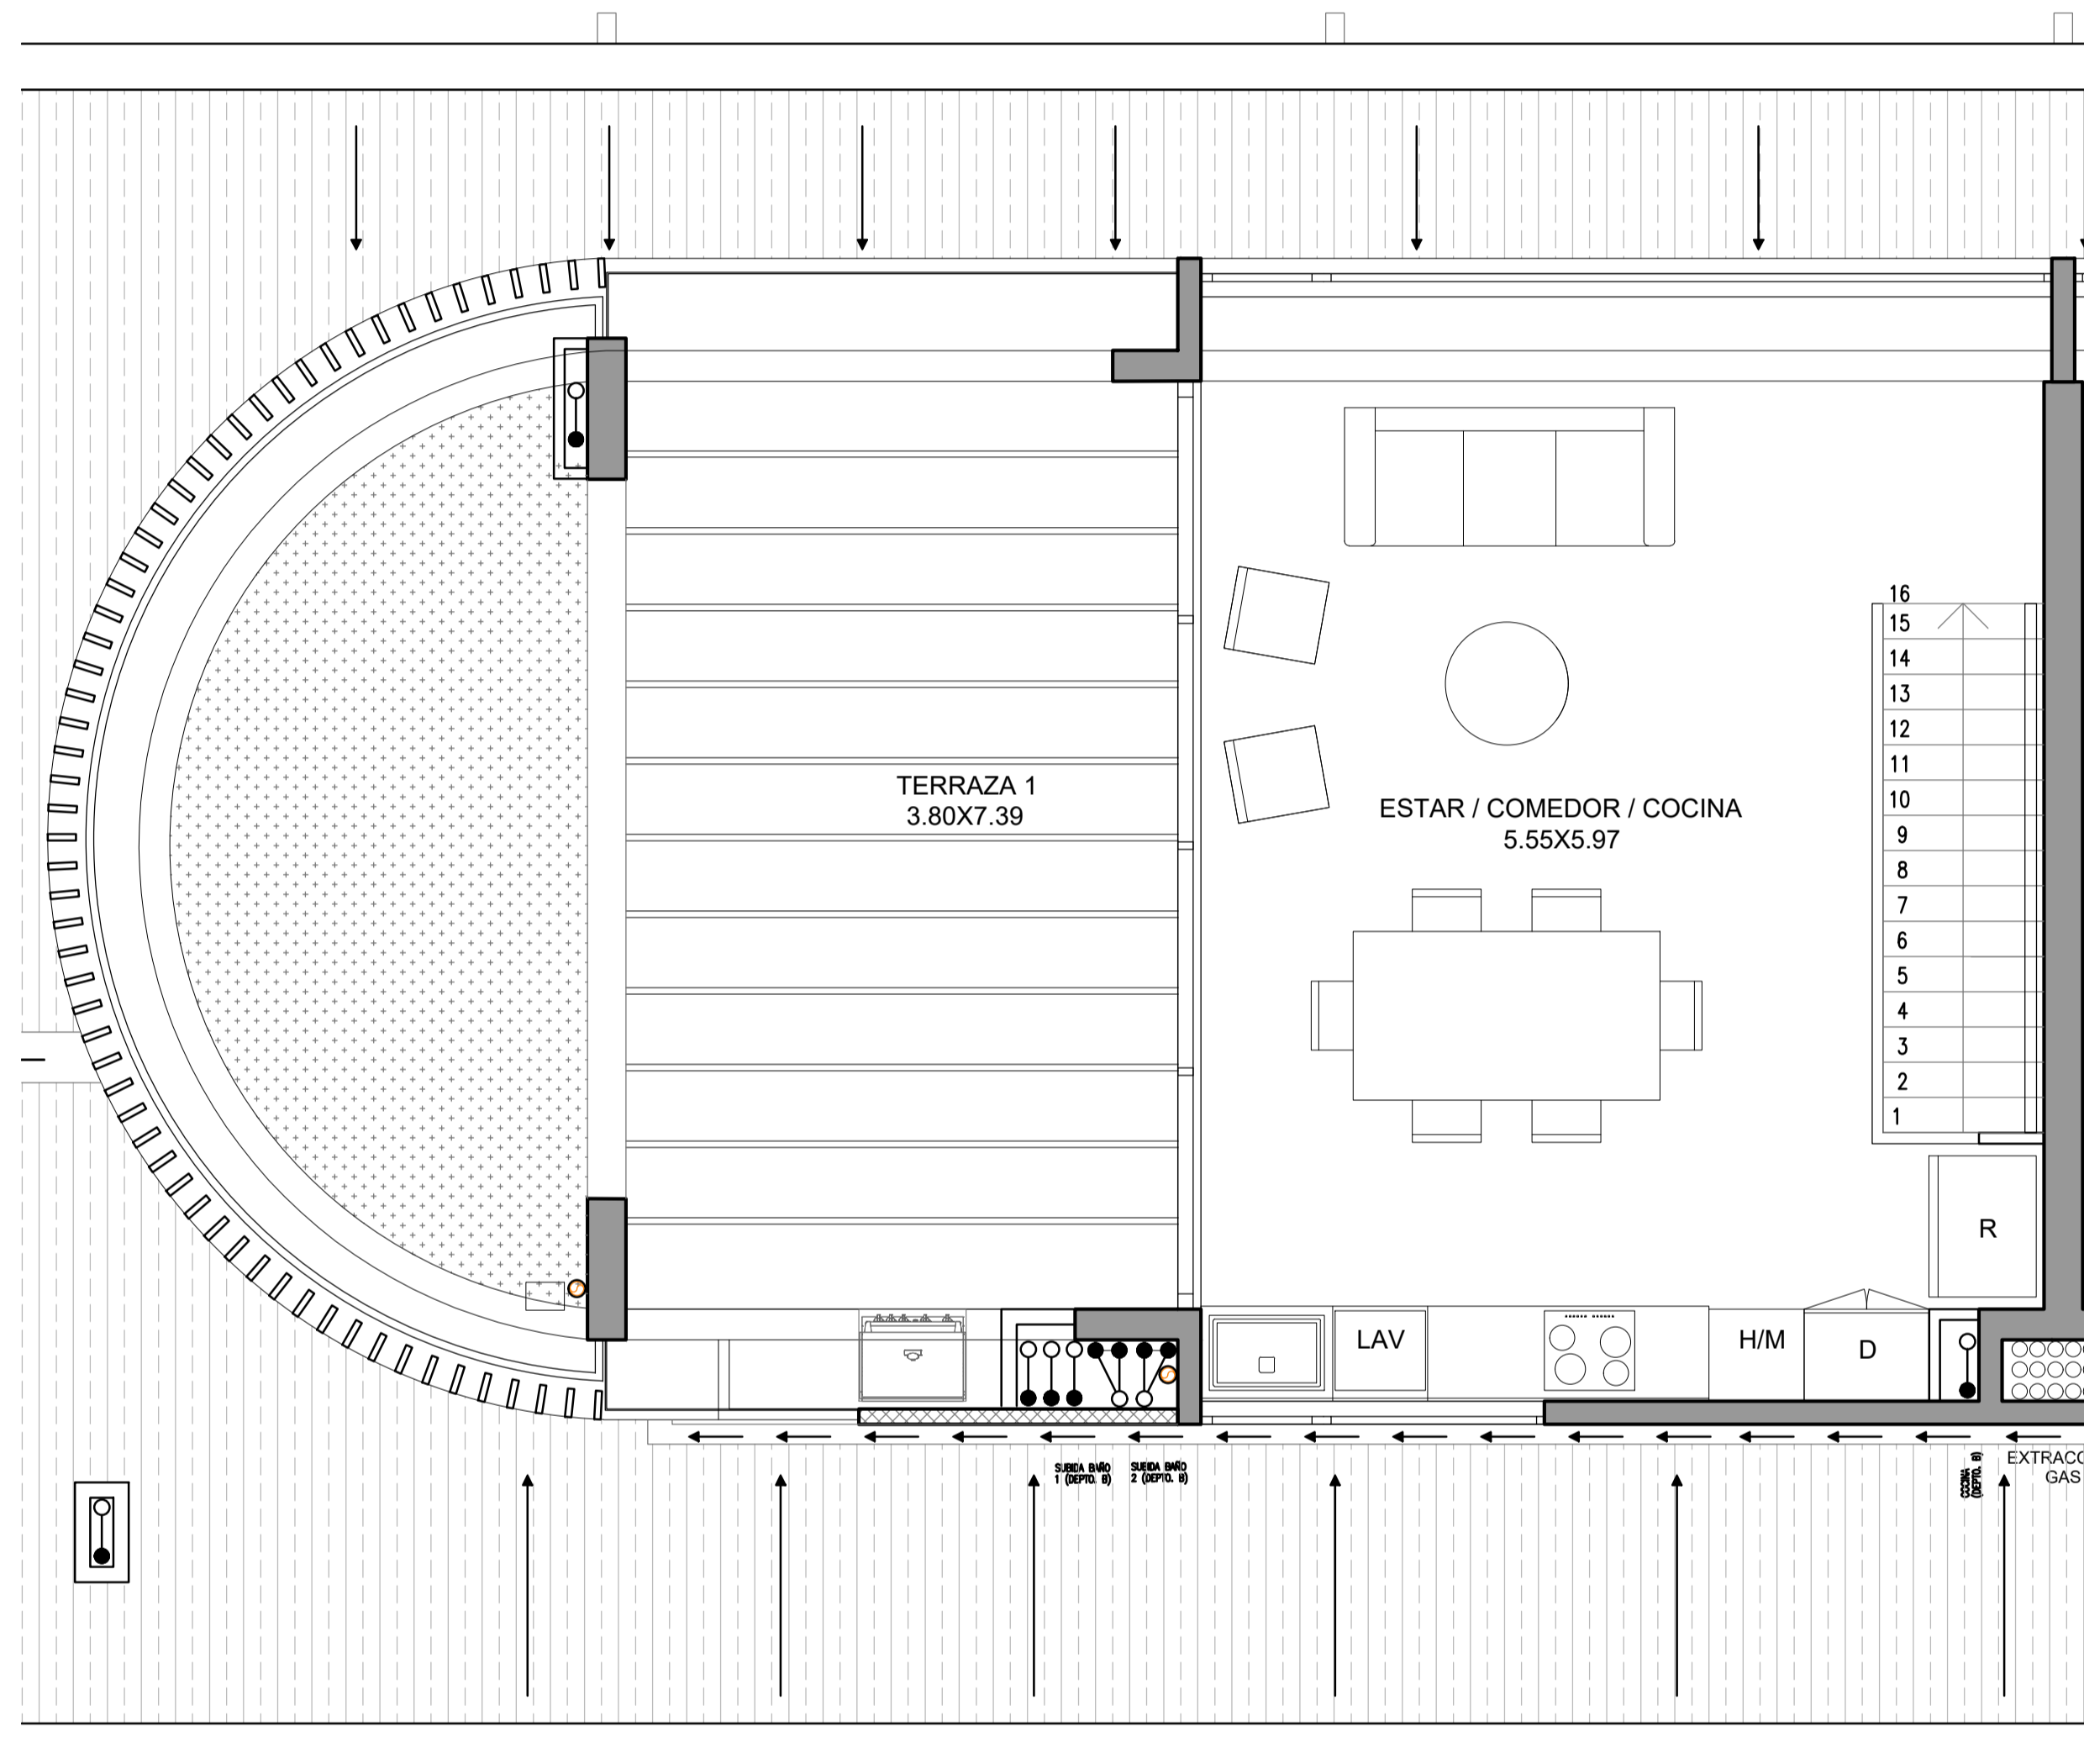 TERRAZA 1
3.80X7.39
ESTAR / COMEDOR / COCINA
5.55X5.97
16
15
14
13
12
11
10
9
8
7
6
5
4
3
2
1
R
LAV
H/M
D
SUBIDA BAÑO
1 (DEPTO. B)
SUBIDA BAÑO
2 (DEPTO. B)
COCINA
(DEPTO. B)
GAS